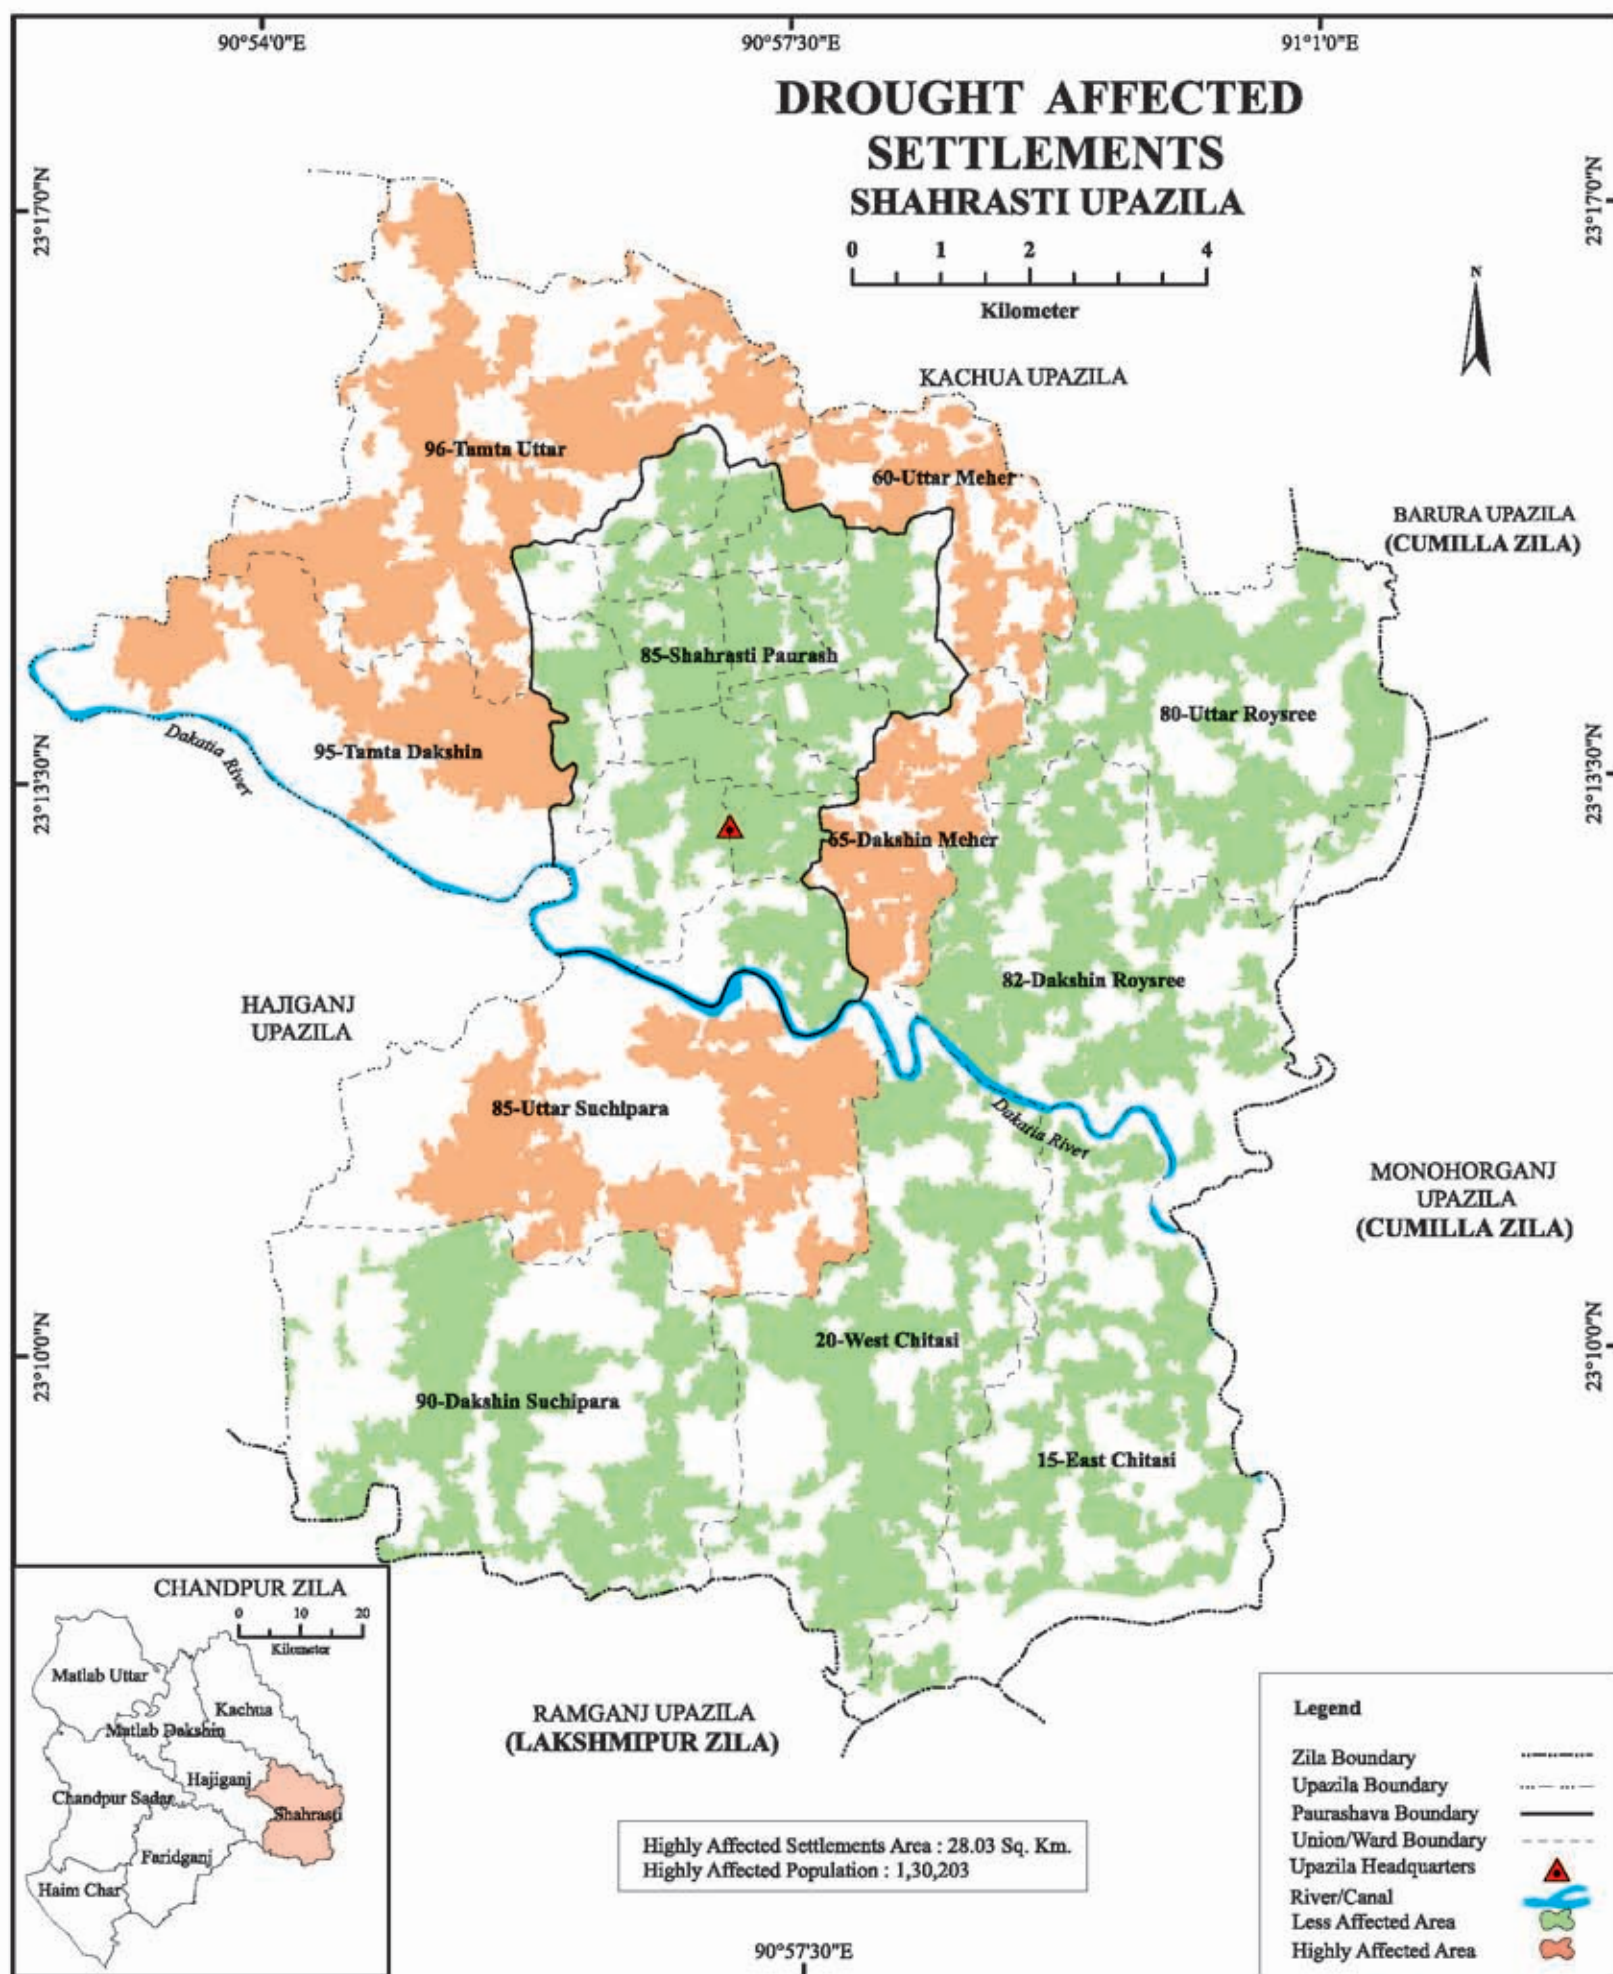 90°54'0"E
90°57'30"E
91°1'0"E
DROUGHT AFFECTED
SETTLEMENTS
SHAHRASTI UPAZILA
0 1 2 4
Kilometer
N
23°17'0"N
23°17'0"N
KACHUA UPAZILA
96-Tamta Uttar
60-Uttar Meher
BARURA UPAZILA
(CUMILLA ZILA)
85-Shahrasti Paurash
80-Uttar Roysree
Dakatia River
95-Tamta Dakshin
23°13'30"N
23°13'30"N
65-Dakshin Meher
82-Dakshin Roysree
HAJIGANJ
UPAZILA
85-Uttar Suchipara
Dakatia River
MONOHORGANJ
UPAZILA
(CUMILLA ZILA)
20-West Chitasi
23°10'0"N
23°10'0"N
90-Dakshin Suchipara
15-East Chitasi
CHANDPUR ZILA
0 10 20
Kilometer
Matlab Uttar
Kachua
Matlab Dakshin
Hajiganj
Chandpur Sadar
Shahrasti
Faridganj
Haim Char
RAMGANJ UPAZILA
(LAKSHMIPUR ZILA)
Highly Affected Settlements Area : 28.03 Sq. Km.
Highly Affected Population : 1,30,203
90°57'30"E
Legend
Zila Boundary
Upazila Boundary
Paurashava Boundary
Union/Ward Boundary
Upazila Headquarters
River/Canal
Less Affected Area
Highly Affected Area